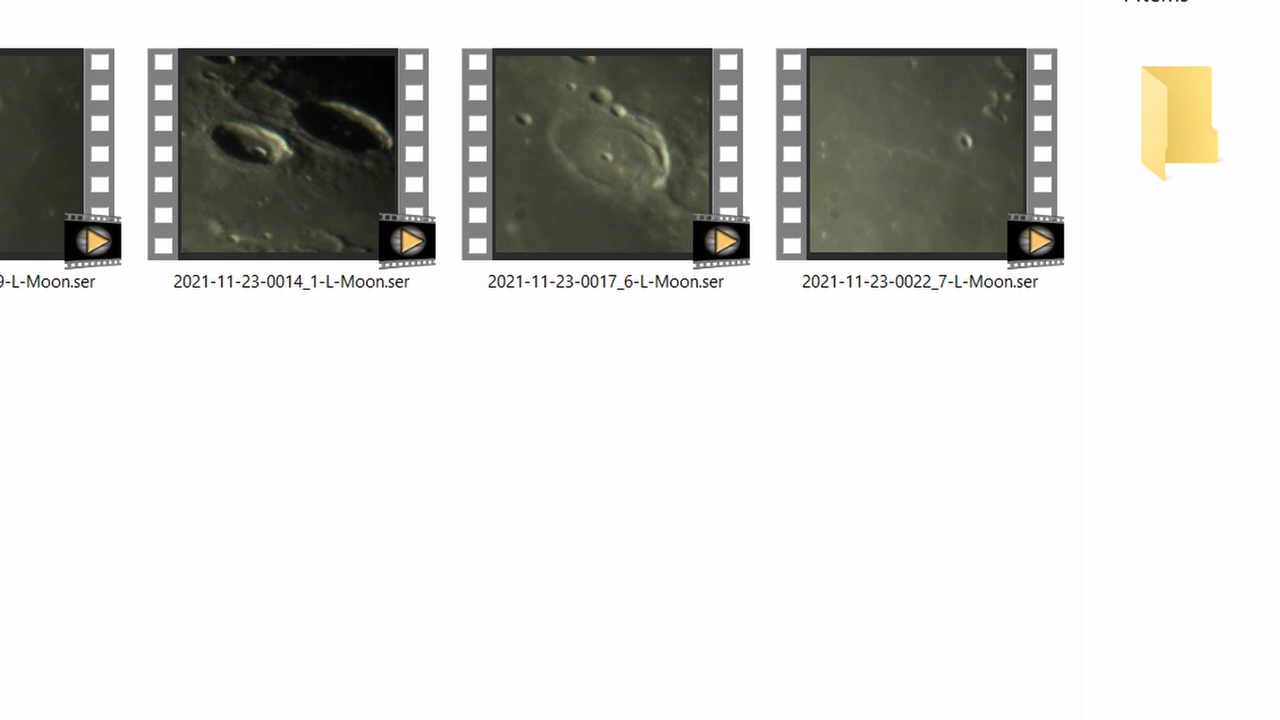 9-L-Moon.ser
2021-11-23-0014_1-L-Moon.ser
2021-11-23-0017_6-L-Moon.ser
2021-11-23-0022_7-L-Moon.ser